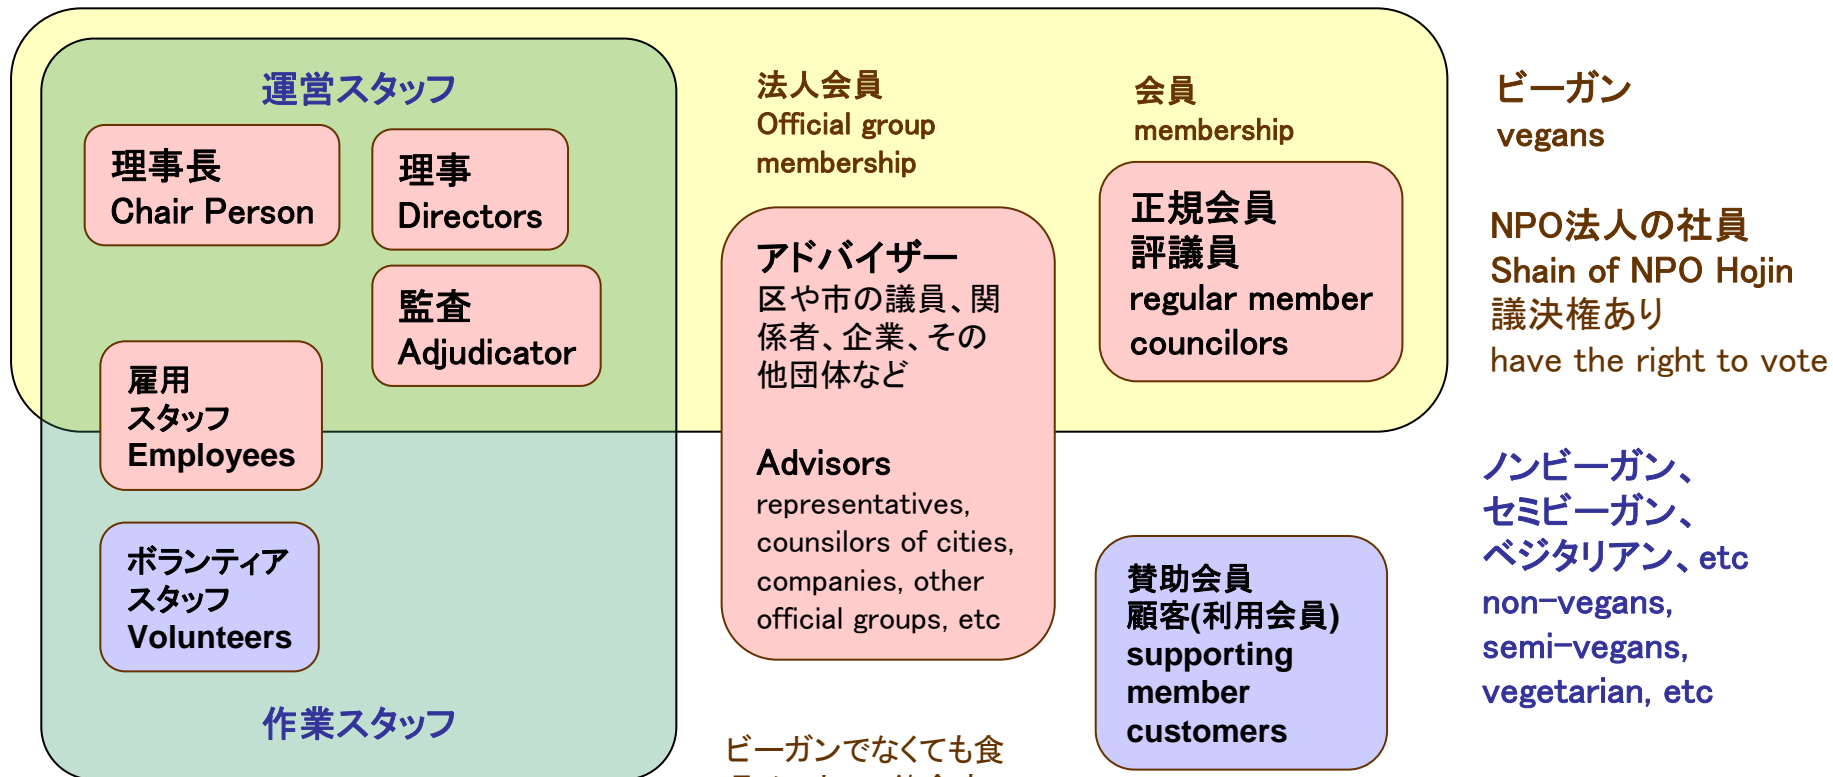 運営スタッフ
理事長
Chair Person
理事
Directors
監査
Adjudicator
雇用
スタッフ
Employees
ボランティア
スタッフ
Volunteers
作業スタッフ
法人会員
Official group
membership
アドバイザー
区や市の議員、関
係者、企業、その
他団体など
Advisors
representatives,
counsilors of cities,
companies, other
official groups, etc
ビーガンでなくても食
会員
membership
正規会員
評議員
regular member
councilors
賛助会員
顧客(利用会員)
supporting
member
customers
ビーガン
vegans
NPO法人の社員
Shain of NPO Hojin
議決権あり
have the right to vote
ノンビーガン、
セミビーガン、
ベジタリアン、etc
non-vegans,
semi-vegans,
vegetarian, etc